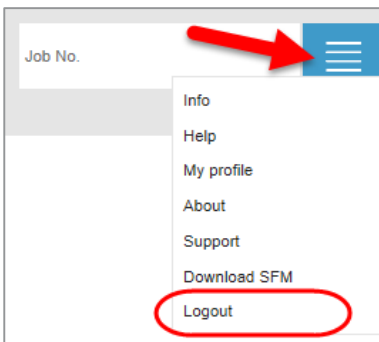 Job No.
Info
Help
My profile
About
Support
Download SFM
Logout